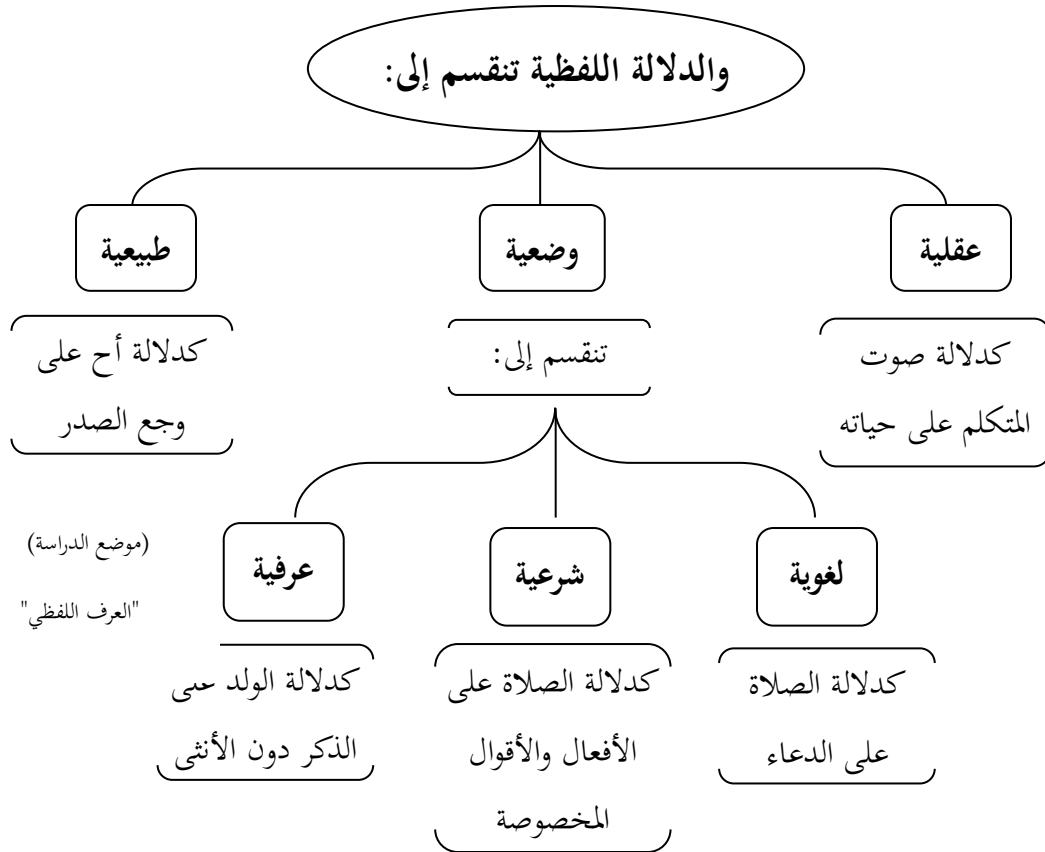 والدلالة اللفظية تنقسم إلى:
عقلية
وضعية
طبيعية
كدلالة صوت
المتكلم على حياته
تنقسم إلى:
كدلالة أح على
وجع الصدر
لغوية
شرعية
عرفية
(موضع الدراسة)
"العرف اللفظي"
كدلالة الصلاة
على الدعاء
كدلالة الصلاة على
الأفعال والأقوال
المخصوصة
كدلالة الولد على
الذكر دون الأنثى